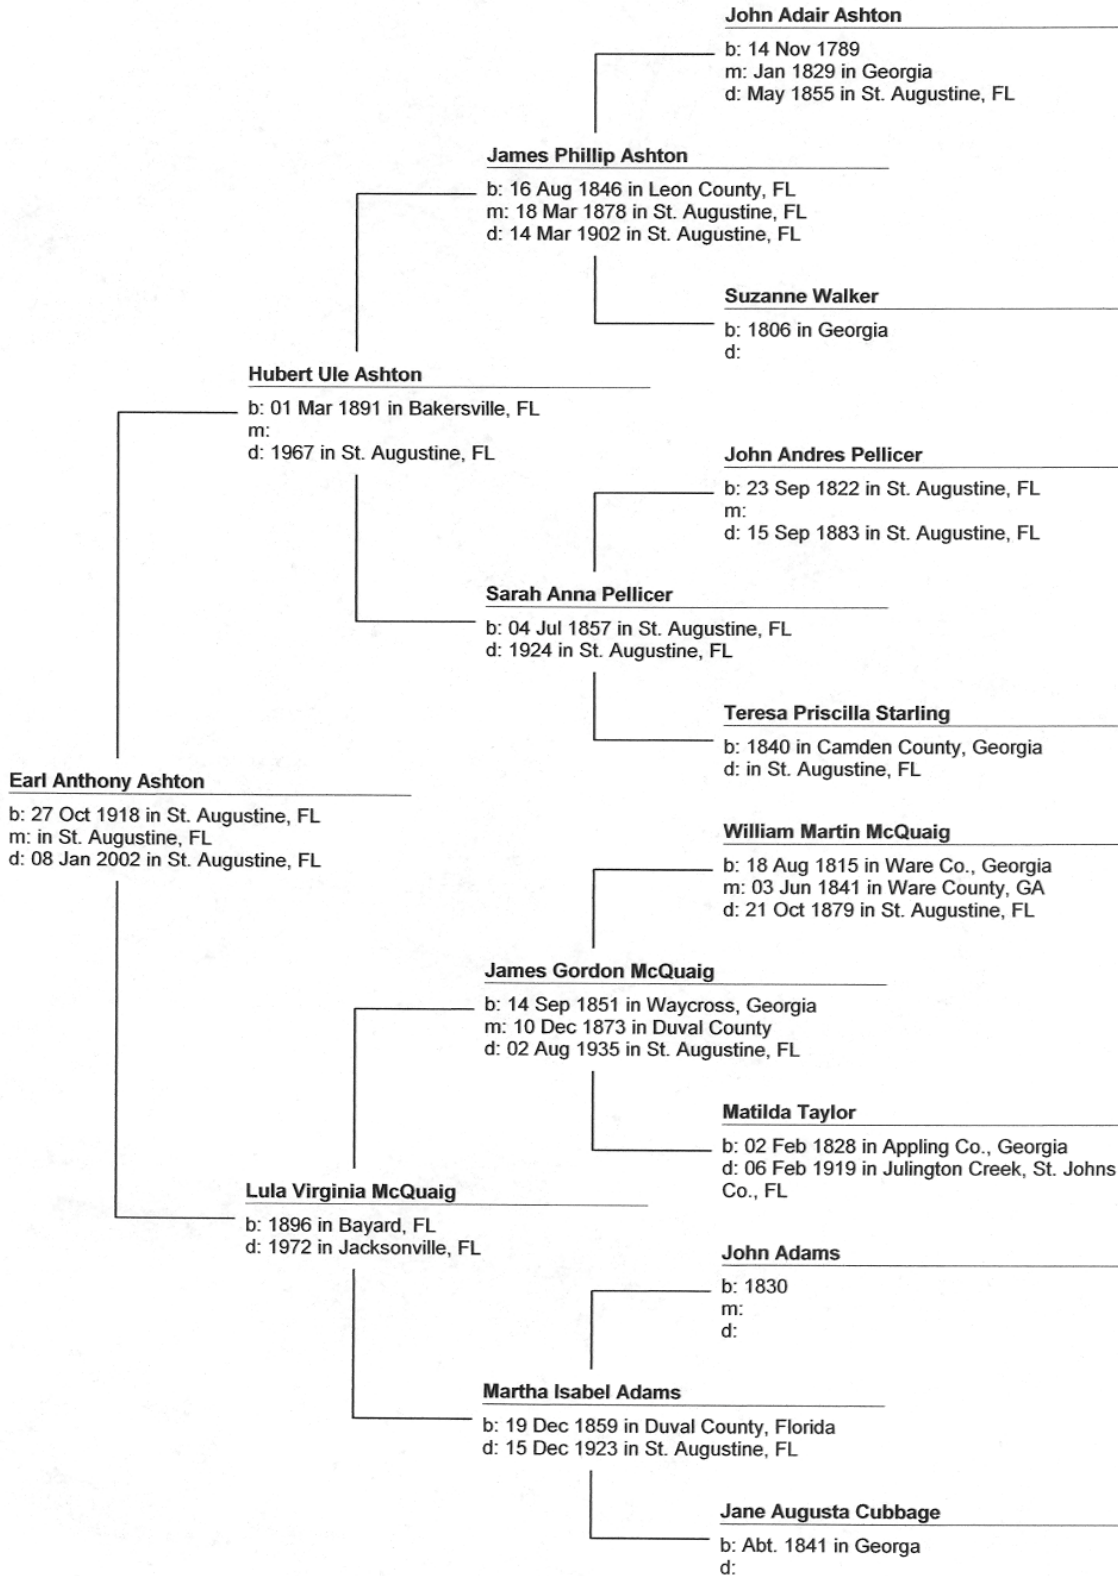 John Adair Ashton
b: 14 Nov 1789
m: Jan 1829 in Georgia
d: May 1855 in St. Augustine, FL
James Phillip Ashton
b: 16 Aug 1846 in Leon County, FL
m: 18 Mar 1878 in St. Augustine, FL
d: 14 Mar 1902 in St. Augustine, FL
Suzanne Walker
b: 1806 in Georgia
d:
Hubert Ule Ashton
b: 01 Mar 1891 in Bakersville, FL
m:
d: 1967 in St. Augustine, FL
John Andres Pellicer
b: 23 Sep 1822 in St. Augustine, FL
m:
d: 15 Sep 1883 in St. Augustine, FL
Sarah Anna Pellicer
b: 04 Jul 1857 in St. Augustine, FL
d: 1924 in St. Augustine, FL
Teresa Priscilla Starling
b: 1840 in Camden County, Georgia
d: in St. Augustine, FL
Earl Anthony Ashton
b: 27 Oct 1918 in St. Augustine, FL
m: in St. Augustine, FL
d: 08 Jan 2002 in St. Augustine, FL
William Martin McQuaig
b: 18 Aug 1815 in Ware Co., Georgia
m: 03 Jun 1841 in Ware County, GA
d: 21 Oct 1879 in St. Augustine, FL
James Gordon McQuaig
b: 14 Sep 1851 in Waycross, Georgia
m: 10 Dec 1873 in Duval County
d: 02 Aug 1935 in St. Augustine, FL
Matilda Taylor
b: 02 Feb 1828 in Appling Co., Georgia
d: 06 Feb 1919 in Julington Creek, St. Johns
Co., FL
Lula Virginia McQuaig
b: 1896 in Bayard, FL
d: 1972 in Jacksonville, FL
John Adams
b: 1830
m:
d:
Martha Isabel Adams
b: 19 Dec 1859 in Duval County, Florida
d: 15 Dec 1923 in St. Augustine, FL
Jane Augusta Cubbage
b: Abt. 1841 in Georga
d: